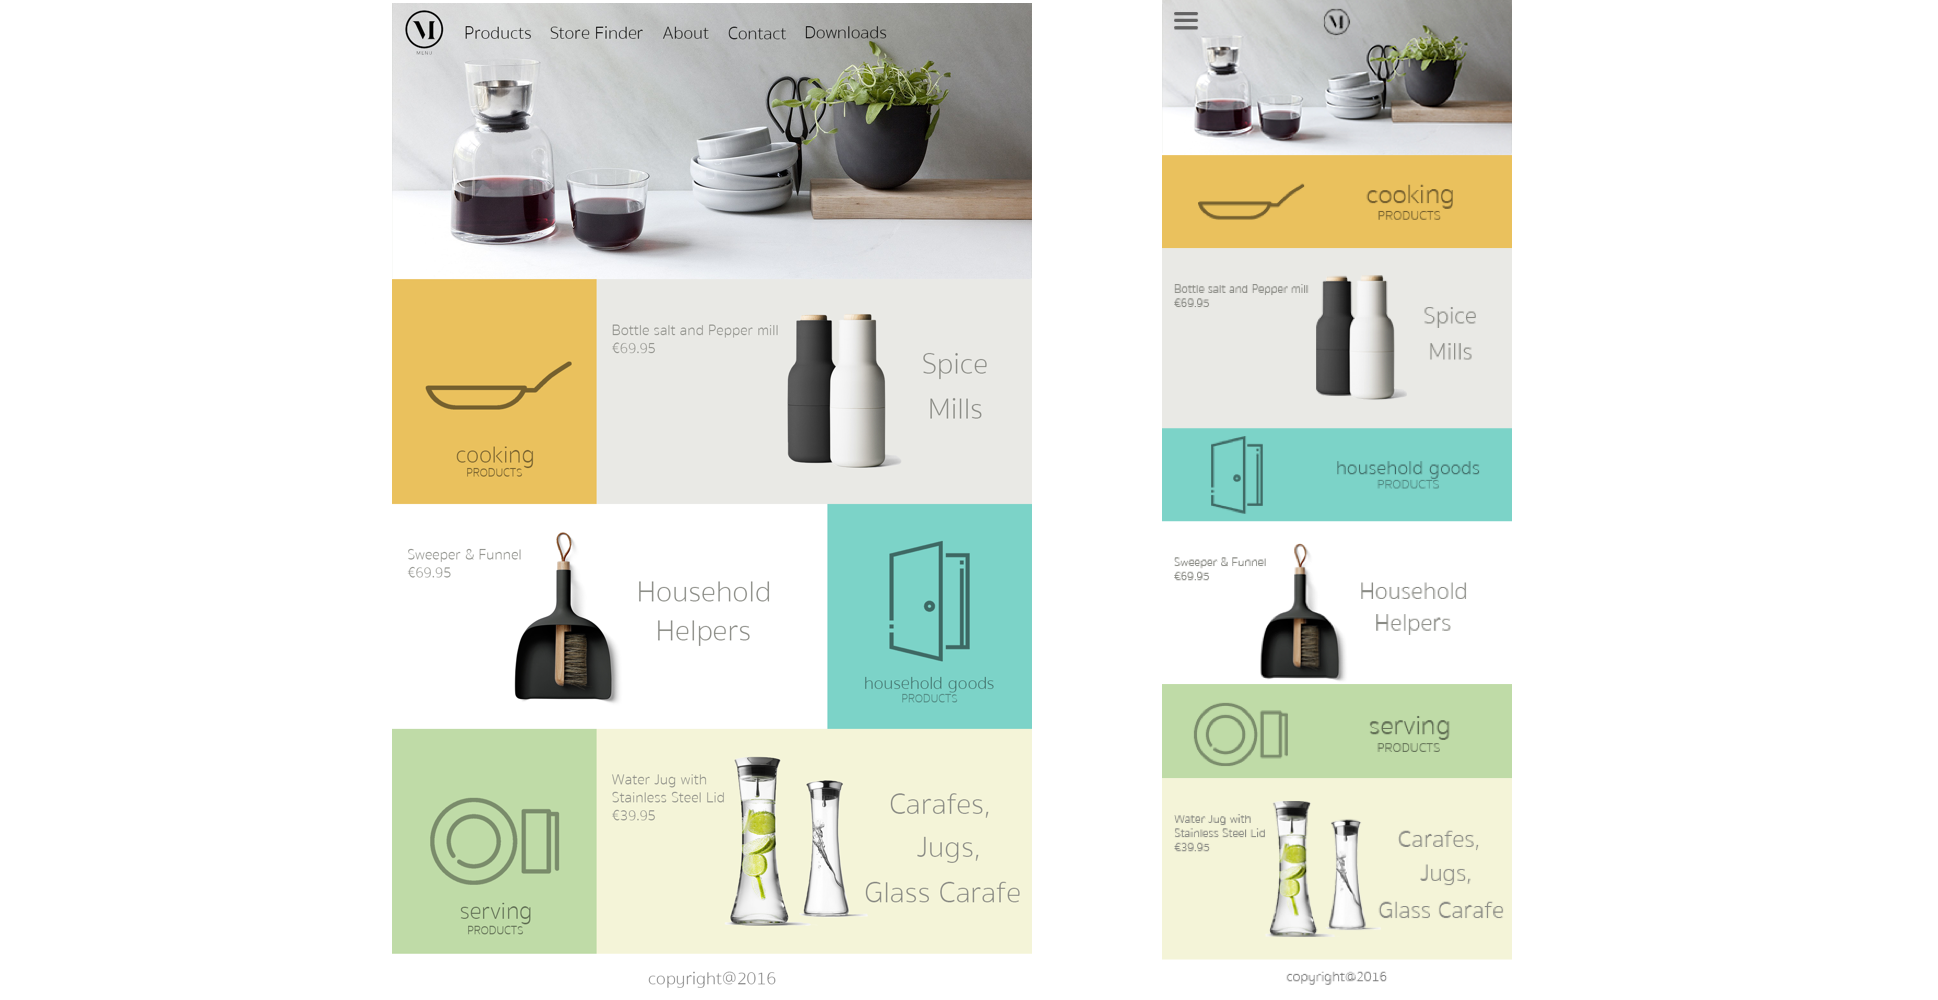 M
MENU
Products Store Finder About Contact Downloads
cooking
PRODUCTS
Bottle salt and Pepper mill
€69.95
Spice
Mills
Sweeper & Funnel
€69.95
Household
Helpers
household goods
PRODUCTS
serving
PRODUCTS
Water Jug with
Stainless Steel Lid
€39.95
Carafes,
Jugs,
Glass Carafe
copyright@2016
M
cooking
PRODUCTS
Bottle salt and Pepper mill
€69.95
Spice
Mills
household goods
PRODUCTS
Sweeper & Funnel
€69.95
Household
Helpers
serving
PRODUCTS
Water Jug with
Stainless Steel Lid
€39.95
Carafes,
Jugs,
Glass Carafe
copyright@2016